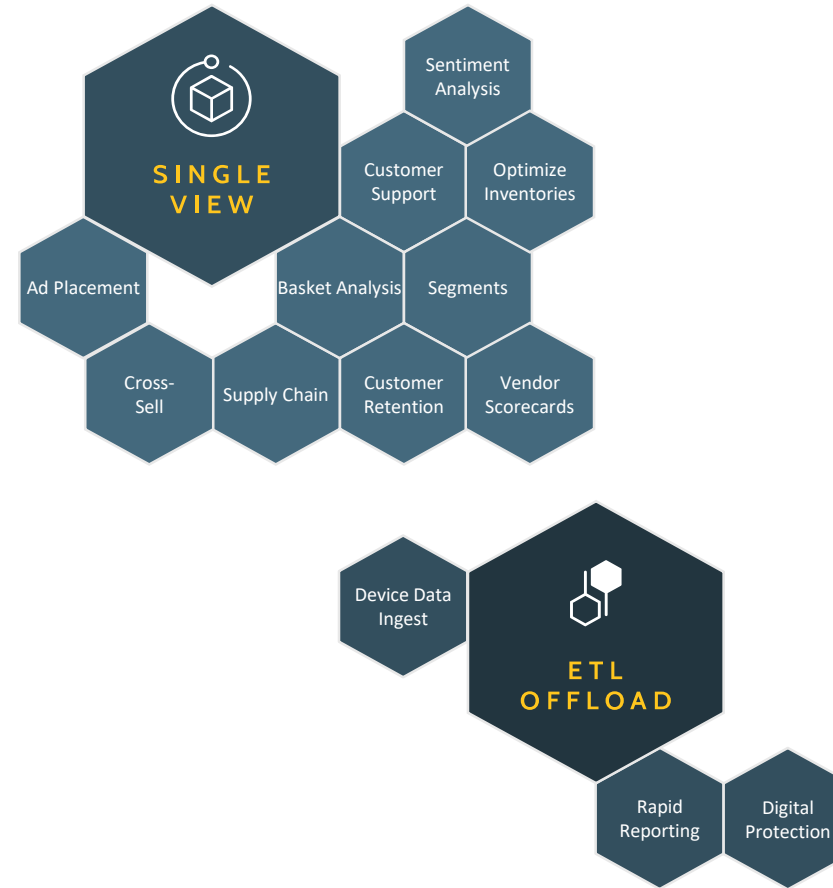 Sentiment
Analysis
SINGLE
VIEW
Customer
Support
Optimize
Inventories
Ad Placement
Basket Analysis
Segments
Cross-
Sell
Supply Chain
Customer
Retention
Vendor
Scorecards
Device Data
Ingest
ETL
OFFLOAD
Rapid
Reporting
Digital
Protection